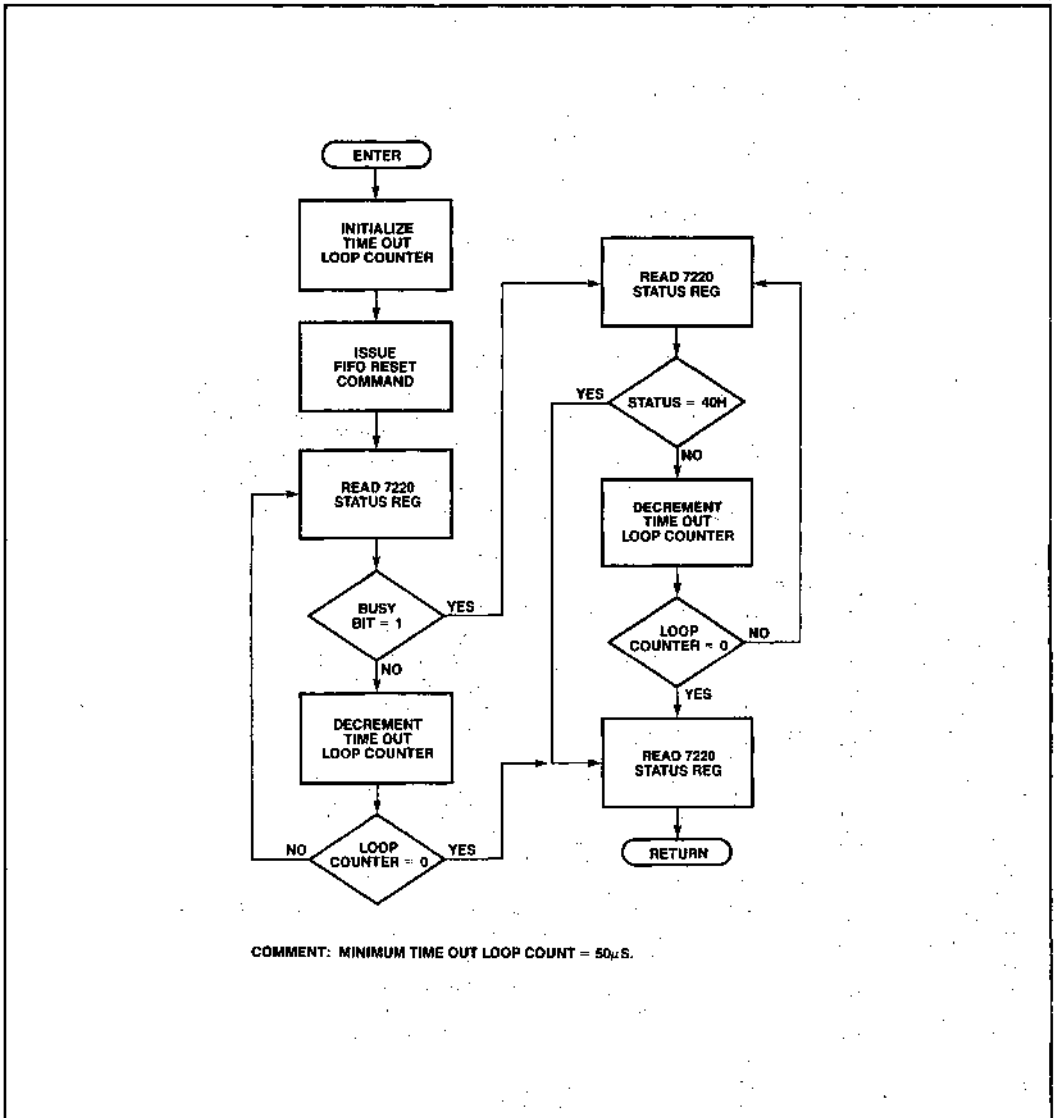 ENTER
INITIALIZE
TIME OUT
LOOP COUNTER
ISSUE
FIFO RESET
COMMAND
READ 7220
STATUS REG
BUSY
BIT = 1
YES
NO
DECREMENT
TIME OUT
LOOP COUNTER
LOOP
COUNTER = 0
NO
YES
READ 7220
STATUS REG
STATUS = 40H
YES
NO
DECREMENT
TIME OUT
LOOP COUNTER
LOOP
COUNTER = 0
NO
YES
READ 7220
STATUS REG
RETURN
COMMENT: MINIMUM TIME OUT LOOP COUNT = 50μS.